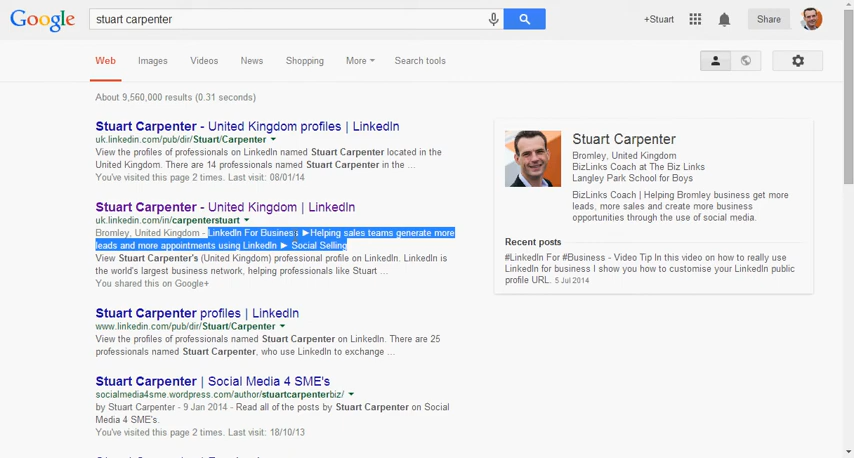 Google
stuart carpenter
+Stuart
Share
Web Images Videos News Shopping More Search tools
About 9,560,000 results (0.31 seconds)
Stuart Carpenter - United Kingdom profiles | LinkedIn
uk.linkedin.com/pub/dir/Stuart/Carpenter
View the profiles of professionals on LinkedIn named Stuart Carpenter located in the
United Kingdom. There are 14 professionals named Stuart Carpenter in the ...
You've visited this page 2 times. Last visit: 08/01/14
Stuart Carpenter - United Kingdom | LinkedIn
uk.linkedin.com/in/carpenterstuart
Bromley, United Kingdom - LinkedIn For Business ►Helping sales teams generate more
leads and more appointments using LinkedIn ► Social Selling
View Stuart Carpenter's (United Kingdom) professional profile on LinkedIn. LinkedIn is
the world's largest business network, helping professionals like Stuart ...
You shared this on Google+
Stuart Carpenter profiles | LinkedIn
www.linkedin.com/pub/dir/Stuart/Carpenter
View the profiles of professionals named Stuart Carpenter on LinkedIn. There are 25
professionals named Stuart Carpenter, who use LinkedIn to exchange ...
Stuart Carpenter | Social Media 4 SME's
socialmedia4sme.wordpress.com/author/stuartcarpenterbiz/
by Stuart Carpenter - 9 Jan 2014 - Read all of the posts by Stuart Carpenter on Social
Media 4 SME's.
You've visited this page 2 times. Last visit: 18/10/13
Stuart Carpenter
Bromley, United Kingdom
BizLinks Coach at The Biz Links
Langley Park School for Boys
BizLinks Coach | Helping Bromley business get more
leads, more sales and create more business
opportunities through the use of social media.
Recent posts
#LinkedIn For #Business - Video Tip In this video on how to really use
LinkedIn for business I show you how to customise your LinkedIn public
profile URL. 5 Jul 2014